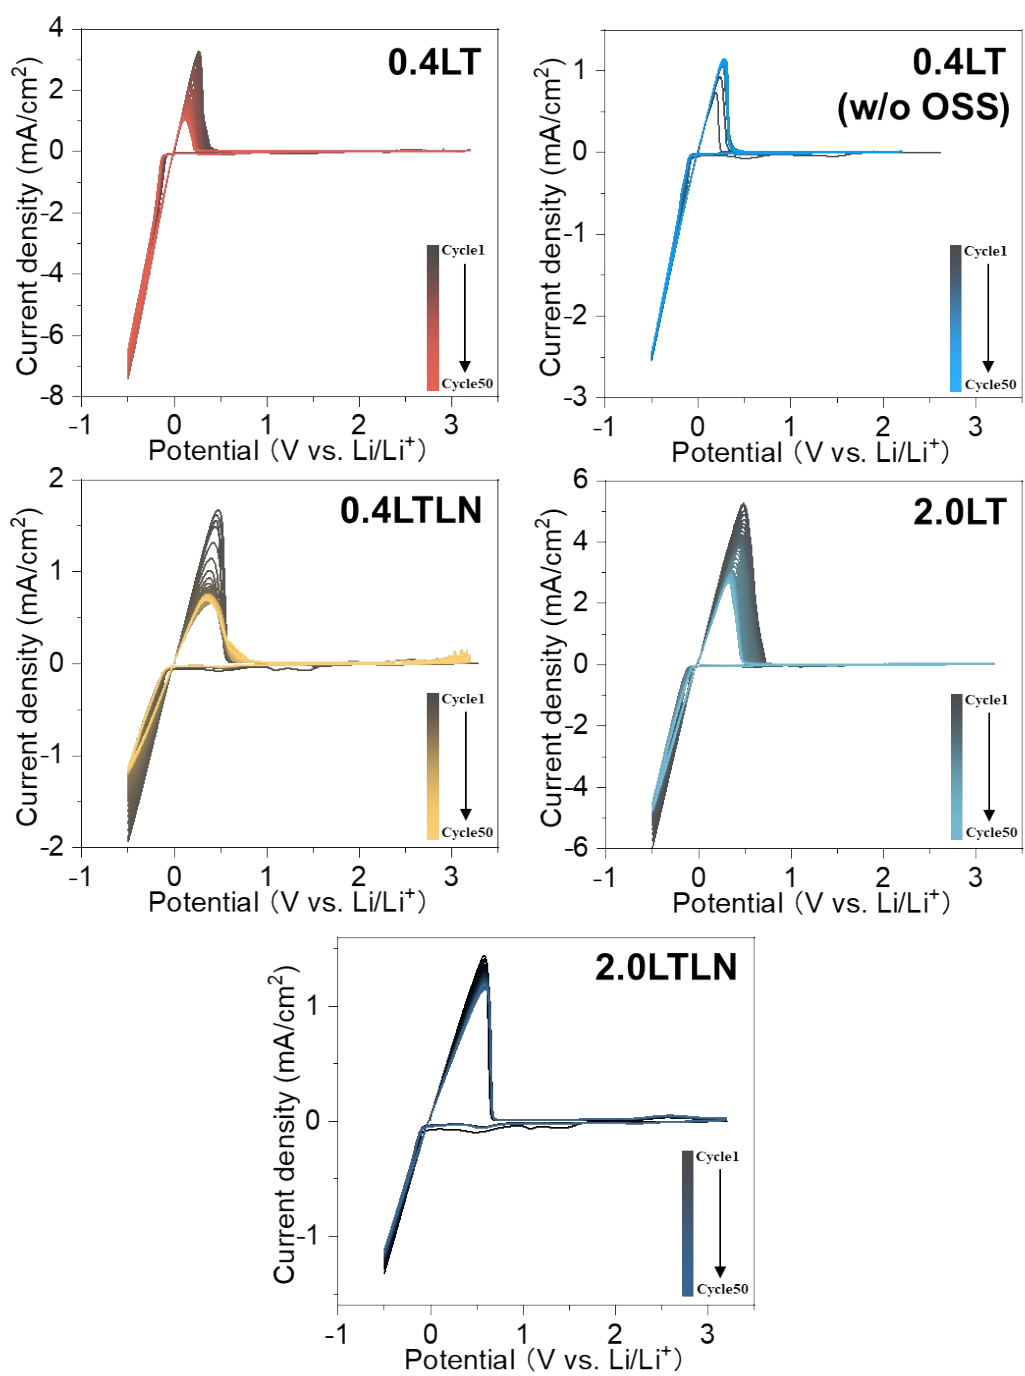 0.4LT
4
2
0
-2
-4
-6
-8
Current density (mA/cm²)
Cycle1
Cycle50
-1 0 1 2 3
Potential (V vs. Li/Li⁺)
0.4LT
(w/o OSS)
1
0
-1
-2
-3
Current density (mA/cm²)
Cycle1
Cycle50
-1 0 1 2 3
Potential (V vs. Li/Li⁺)
0.4LTLN
2
1
0
-1
-2
Current density (mA/cm²)
Cycle1
Cycle50
-1 0 1 2 3
Potential (V vs. Li/Li⁺)
2.0LT
6
4
2
0
-2
-4
-6
Current density (mA/cm²)
Cycle1
Cycle50
-1 0 1 2 3
Potential (V vs. Li/Li⁺)
2.0LTLN
1
0
-1
Current density (mA/cm²)
Cycle1
Cycle50
-1 0 1 2 3
Potential (V vs. Li/Li⁺)